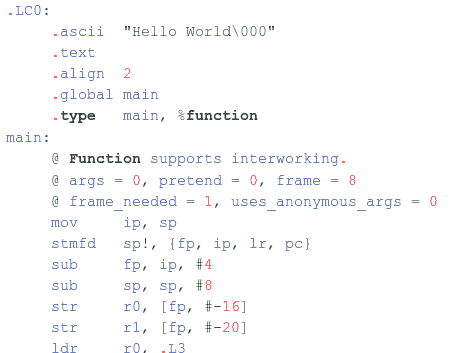 .LC0:
.ascii "Hello World\000"
.text
.align 2
.global main
.type main, %function
main:
@ Function supports interworking.
@ args = 0, pretend = 0, frame = 8
@ frame_needed = 1, uses_anonymous_args = 0
mov ip, sp
stmfd sp!, {fp, ip, lr, pc}
sub fp, ip, #4
sub sp, sp, #8
str r0, [fp, #-16]
str r1, [fp, #-20]
ldr r0, .L3